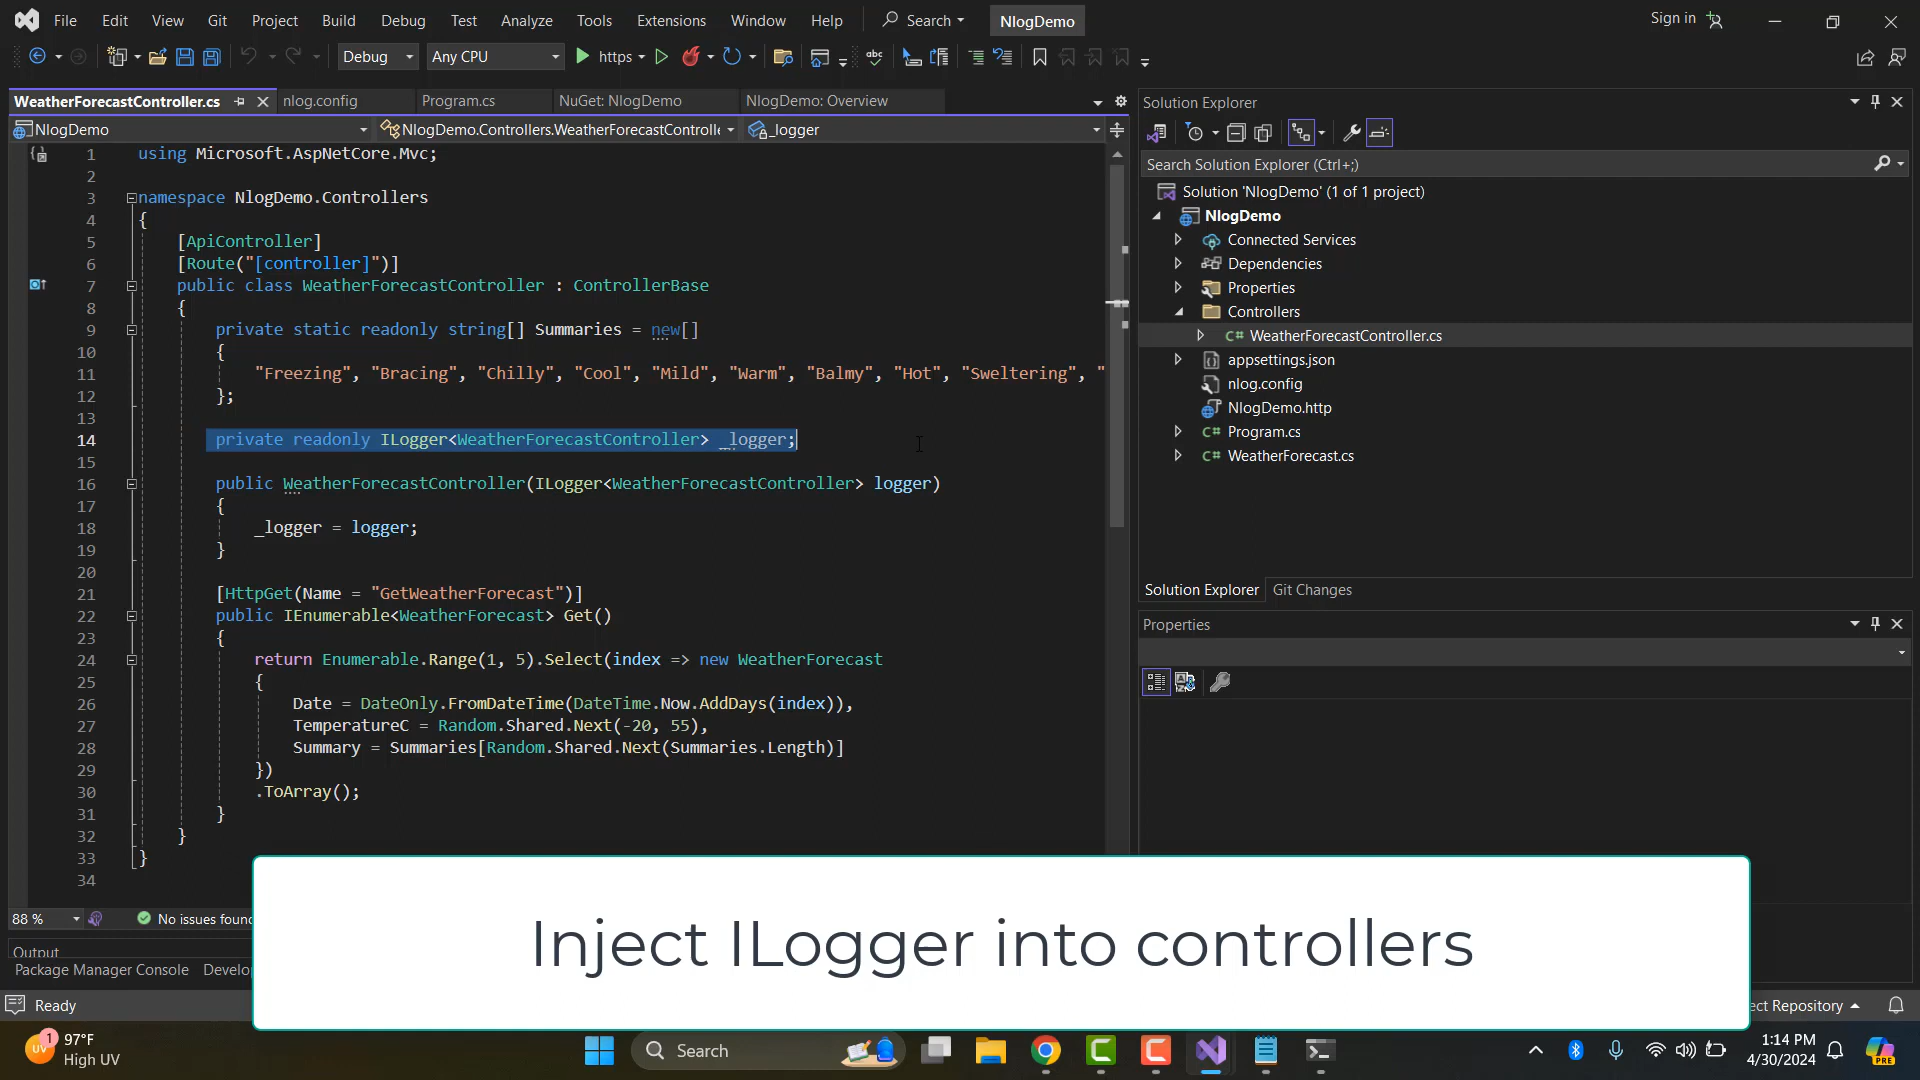 File Edit View Git Project Build Debug Test Analyze Tools Extensions Window Help Search NlogDemo Sign in
Debug Any CPU https
WeatherForecastController.cs nlog.config Program.cs NuGet: NlogDemo NlogDemo: Overview
NlogDemo NlogDemo.Controllers.WeatherForecastControlle _logger
1 using Microsoft.AspNetCore.Mvc;
2
3 namespace NlogDemo.Controllers
4 {
5 [ApiController]
6 [Route("[controller]")]
7 public class WeatherForecastController : ControllerBase
8 {
9 private static readonly string[] Summaries = new[]
10 {
11 "Freezing", "Bracing", "Chilly", "Cool", "Mild", "Warm", "Balmy", "Hot", "Sweltering", "
12 };
13
14 private readonly ILogger<WeatherForecastController> _logger;
15
16 public WeatherForecastController(ILogger<WeatherForecastController> logger)
17 {
18 _logger = logger;
19 }
20
21 [HttpGet(Name = "GetWeatherForecast")]
22 public IEnumerable<WeatherForecast> Get()
23 {
24 return Enumerable.Range(1, 5).Select(index => new WeatherForecast
25 {
26 Date = DateOnly.FromDateTime(DateTime.Now.AddDays(index)),
27 TemperatureC = Random.Shared.Next(-20, 55),
28 Summary = Summaries[Random.Shared.Next(Summaries.Length)]
29 })
30 .ToArray();
31 }
32 }
33 }
34
88 % No issues foun
Output
Package Manager Console Develo
Ready
Solution Explorer
Search Solution Explorer (Ctrl+;)
Solution 'NlogDemo' (1 of 1 project)
NlogDemo
Connected Services
Dependencies
Properties
Controllers
C# WeatherForecastController.cs
appsettings.json
nlog.config
NlogDemo.http
C# Program.cs
C# WeatherForecast.cs
Solution Explorer Git Changes
Properties
Inject ILogger into controllers
ect Repository
1 UV 97°F
High UV
Search
1:14 PM
4/30/2024
PRE